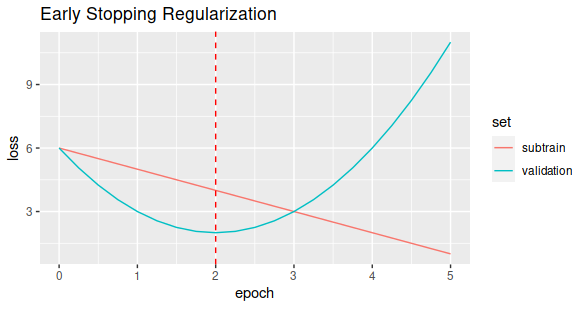 Early Stopping Regularization
9
6
3
loss
0 1 2 3 4 5
epoch
set
subtrain
validation